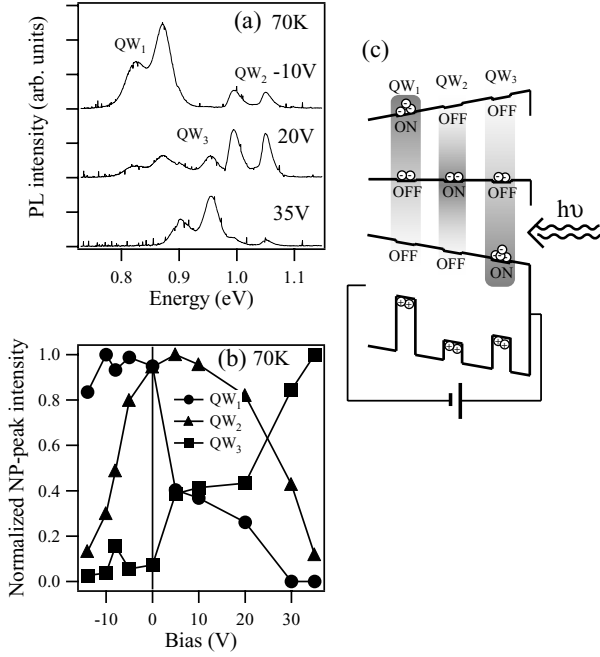 (a)
70K
QW₁
QW₂
-10V
QW₃
20V
35V
PL intensity (arb. units)
0.8 0.9 1.0 1.1
Energy (eV)
(b) 70K
QW₁
QW₂
QW₃
Normalized NP-peak intensity
1.0
0.8
0.6
0.4
0.2
0.0
-10 0 10 20 30
Bias (V)
(c)
QW₁ QW₂ QW₃
ON OFF OFF
OFF ON OFF
OFF OFF ON
hυ